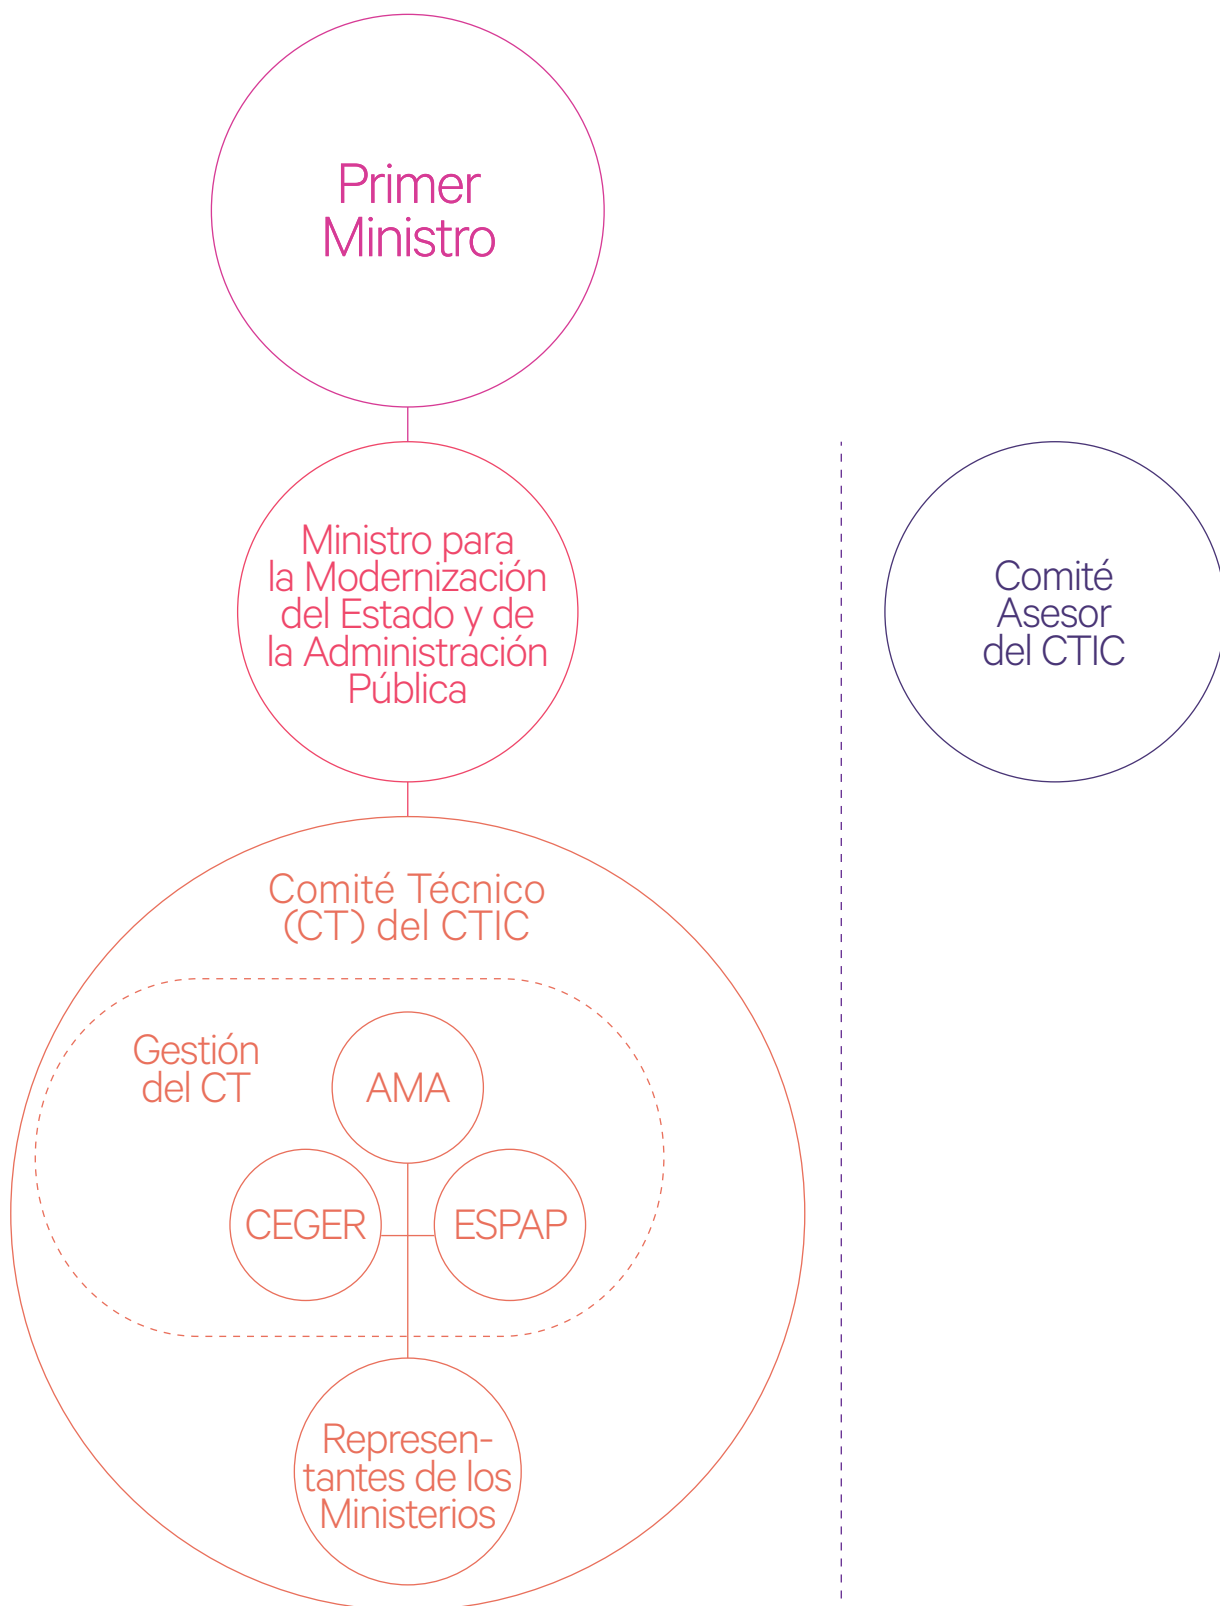 Primer
Ministro
Ministro para
la Modernización
del Estado y de
la Administración
Pública
Comité
Asesor
del CTIC
Comité Técnico
(CT) del CTIC
Gestión
del CT
AMA
CEGER
ESPAP
Represen-
tantes de los
Ministerios